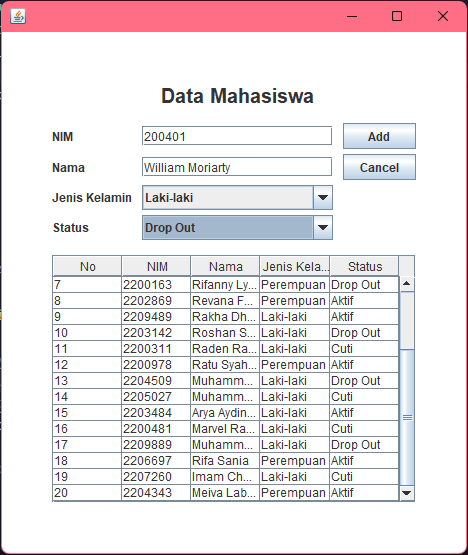 Data Mahasiswa
NIM 200401 Add
Nama William Moriarty Cancel
Jenis Kelamin Laki-laki
Status Drop Out
No NIM Nama Jenis Kela... Status
7 2200163 Rifanny Ly... Perempuan Drop Out
8 2202869 Revana F... Perempuan Aktif
9 2209489 Rakha Dh... Laki-laki Aktif
10 2203142 Roshan S... Laki-laki Drop Out
11 2200311 Raden Ra... Laki-laki Cuti
12 2200978 Ratu Syah... Perempuan Aktif
13 2204509 Muhamm... Laki-laki Drop Out
14 2205027 Muhamm... Laki-laki Cuti
15 2203484 Arya Aydin... Laki-laki Aktif
16 2200481 Marvel Ra... Laki-laki Cuti
17 2209889 Muhamm... Laki-laki Drop Out
18 2206697 Rifa Sania Perempuan Aktif
19 2207260 Imam Ch... Laki-laki Cuti
20 2204343 Meiva Lab... Perempuan Aktif